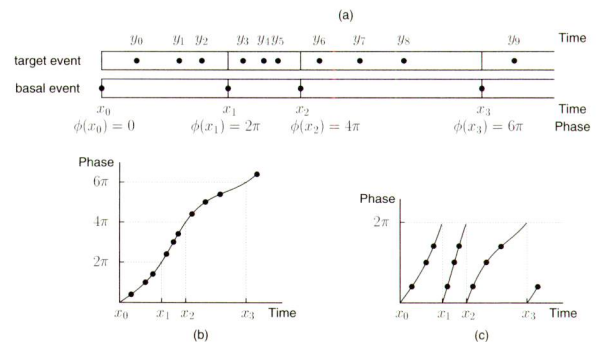 (a)
y₀ y₁ y₂ y₃ y₄ y₅ y₆ y₇ y₈ y₉ Time
target event
basal event
x₀ x₁ x₂ x₃ Time
ϕ(x₀) = 0 ϕ(x₁) = 2π ϕ(x₂) = 4π ϕ(x₃) = 6π Phase
Phase
6π
4π
2π
x₀ x₁ x₂ x₃ Time
(b)
Phase
2π
x₀ x₁ x₂ x₃ Time
(c)